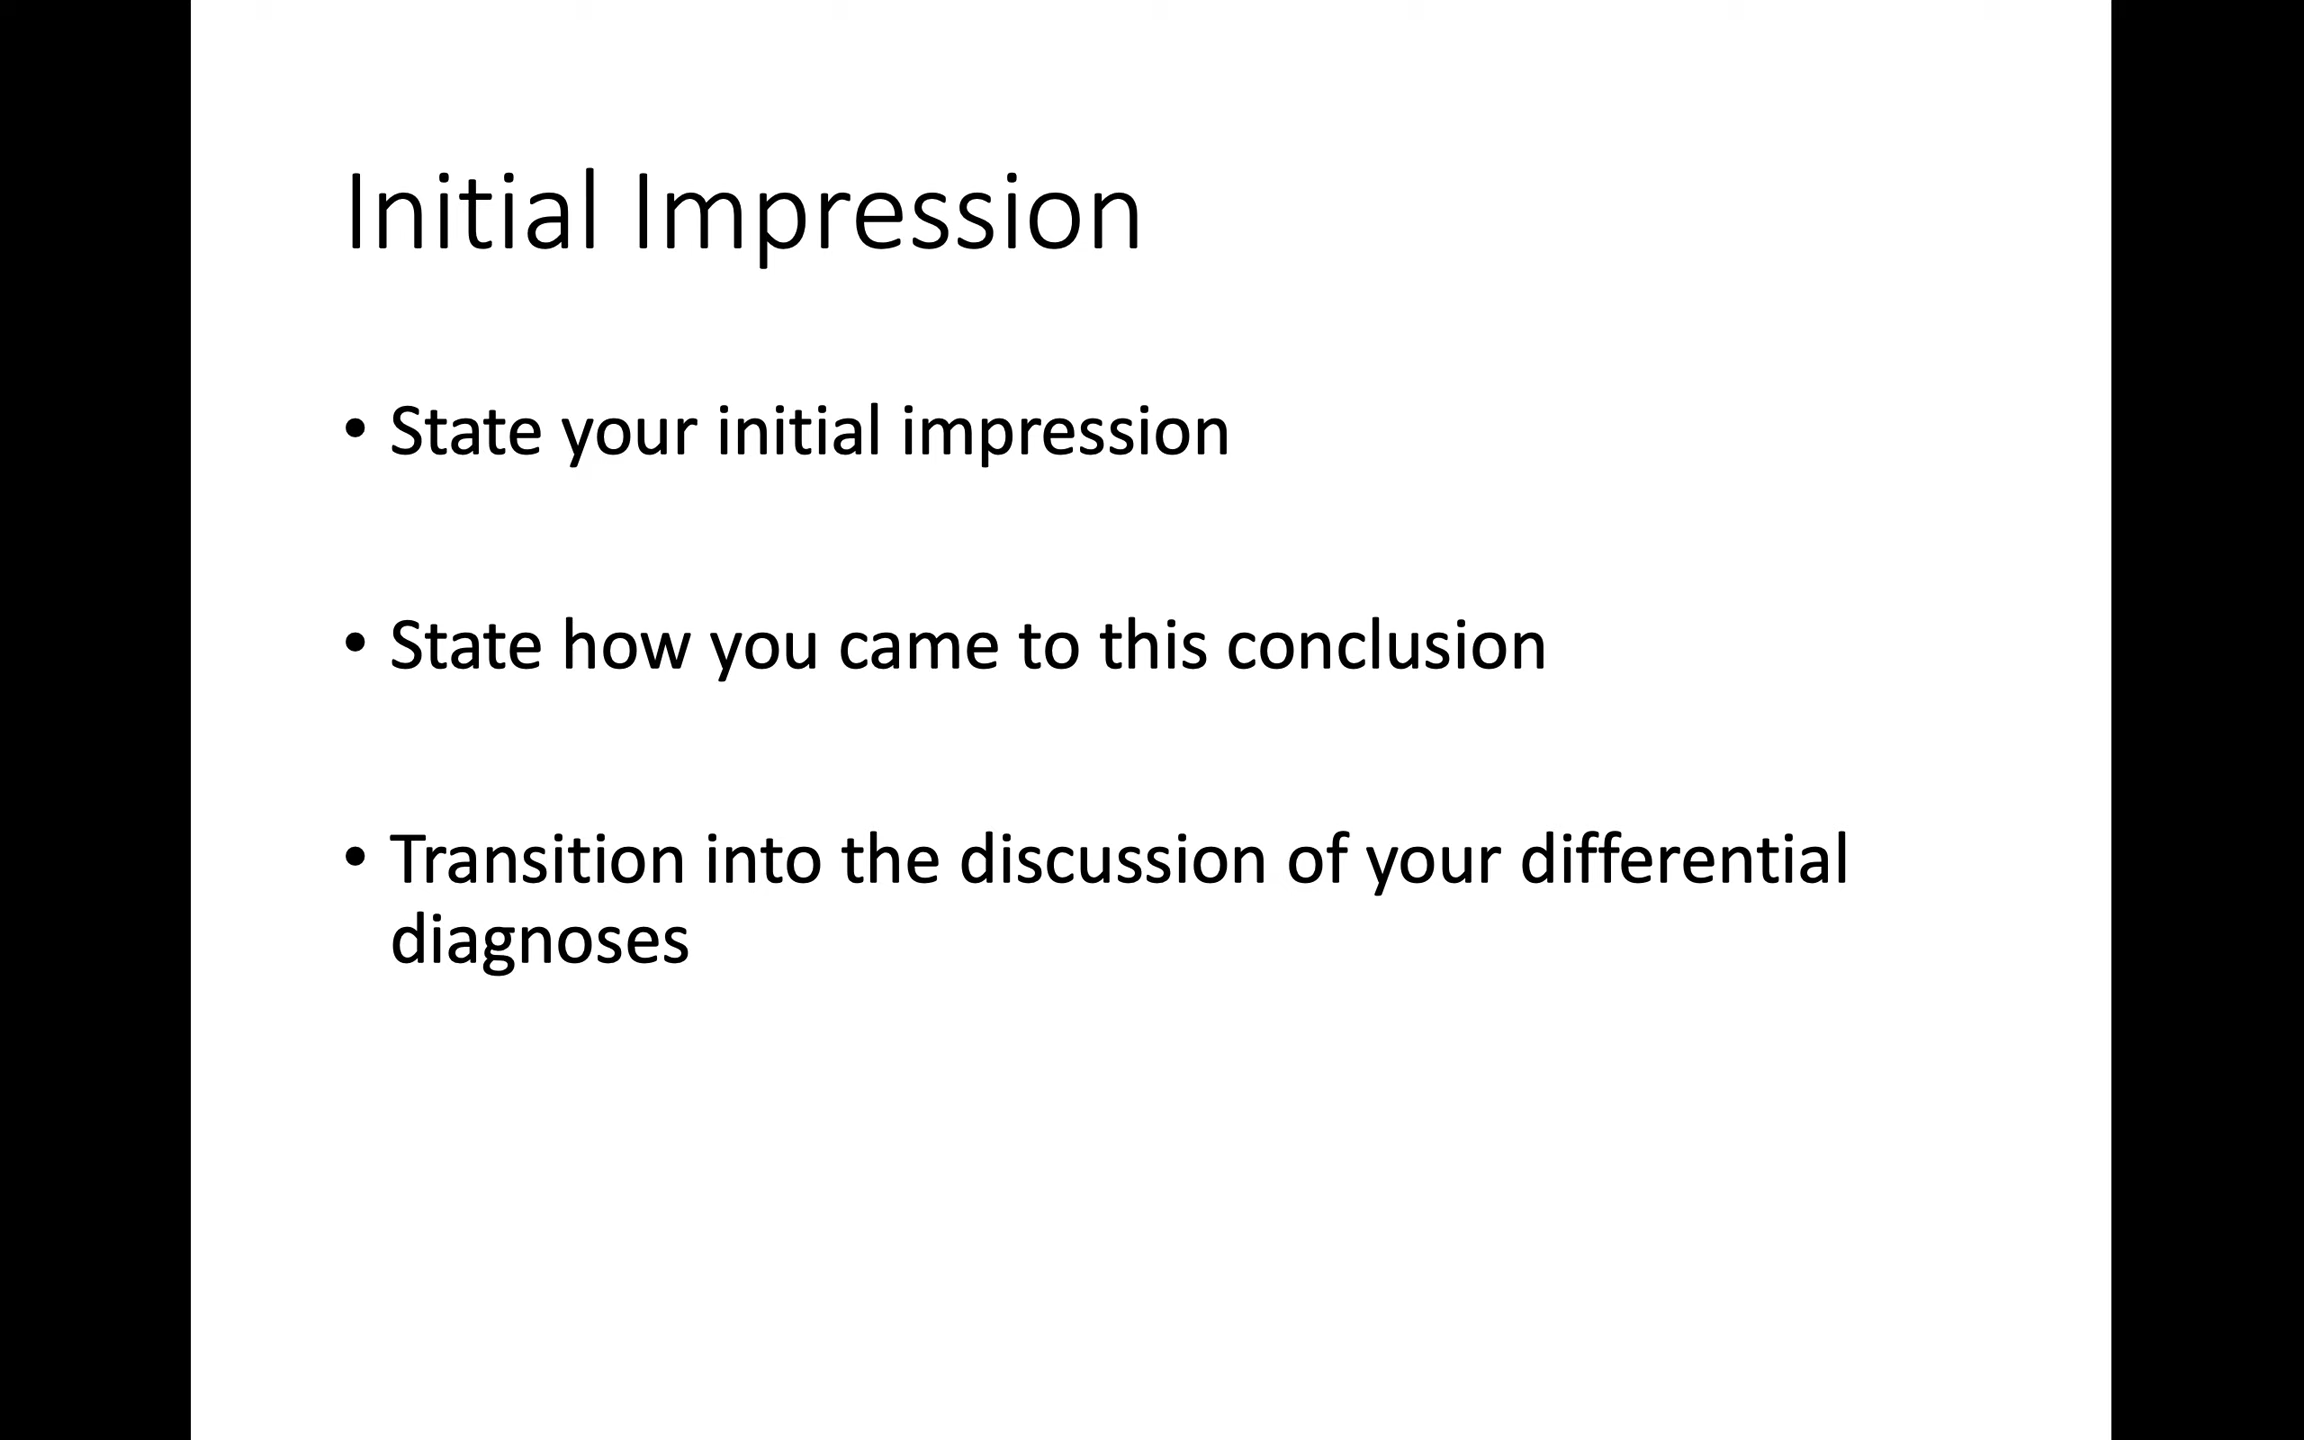 Initial Impression
• State your initial impression
• State how you came to this conclusion
• Transition into the discussion of your differential
diagnoses